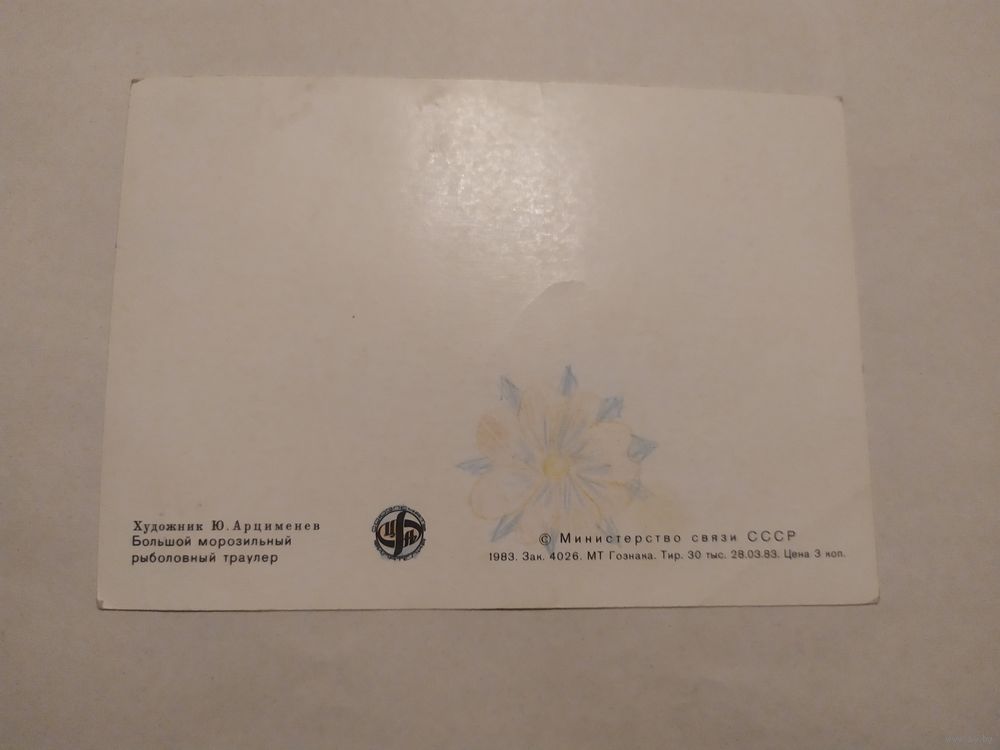 Художник Ю. Арцименев
Большой морозильный
рыболовный траулер
© Министерство связи СССР
1983. Зак. 4026. МТ Гознака. Тир. 30 тыс. 28.03.83. Цена 3 коп.